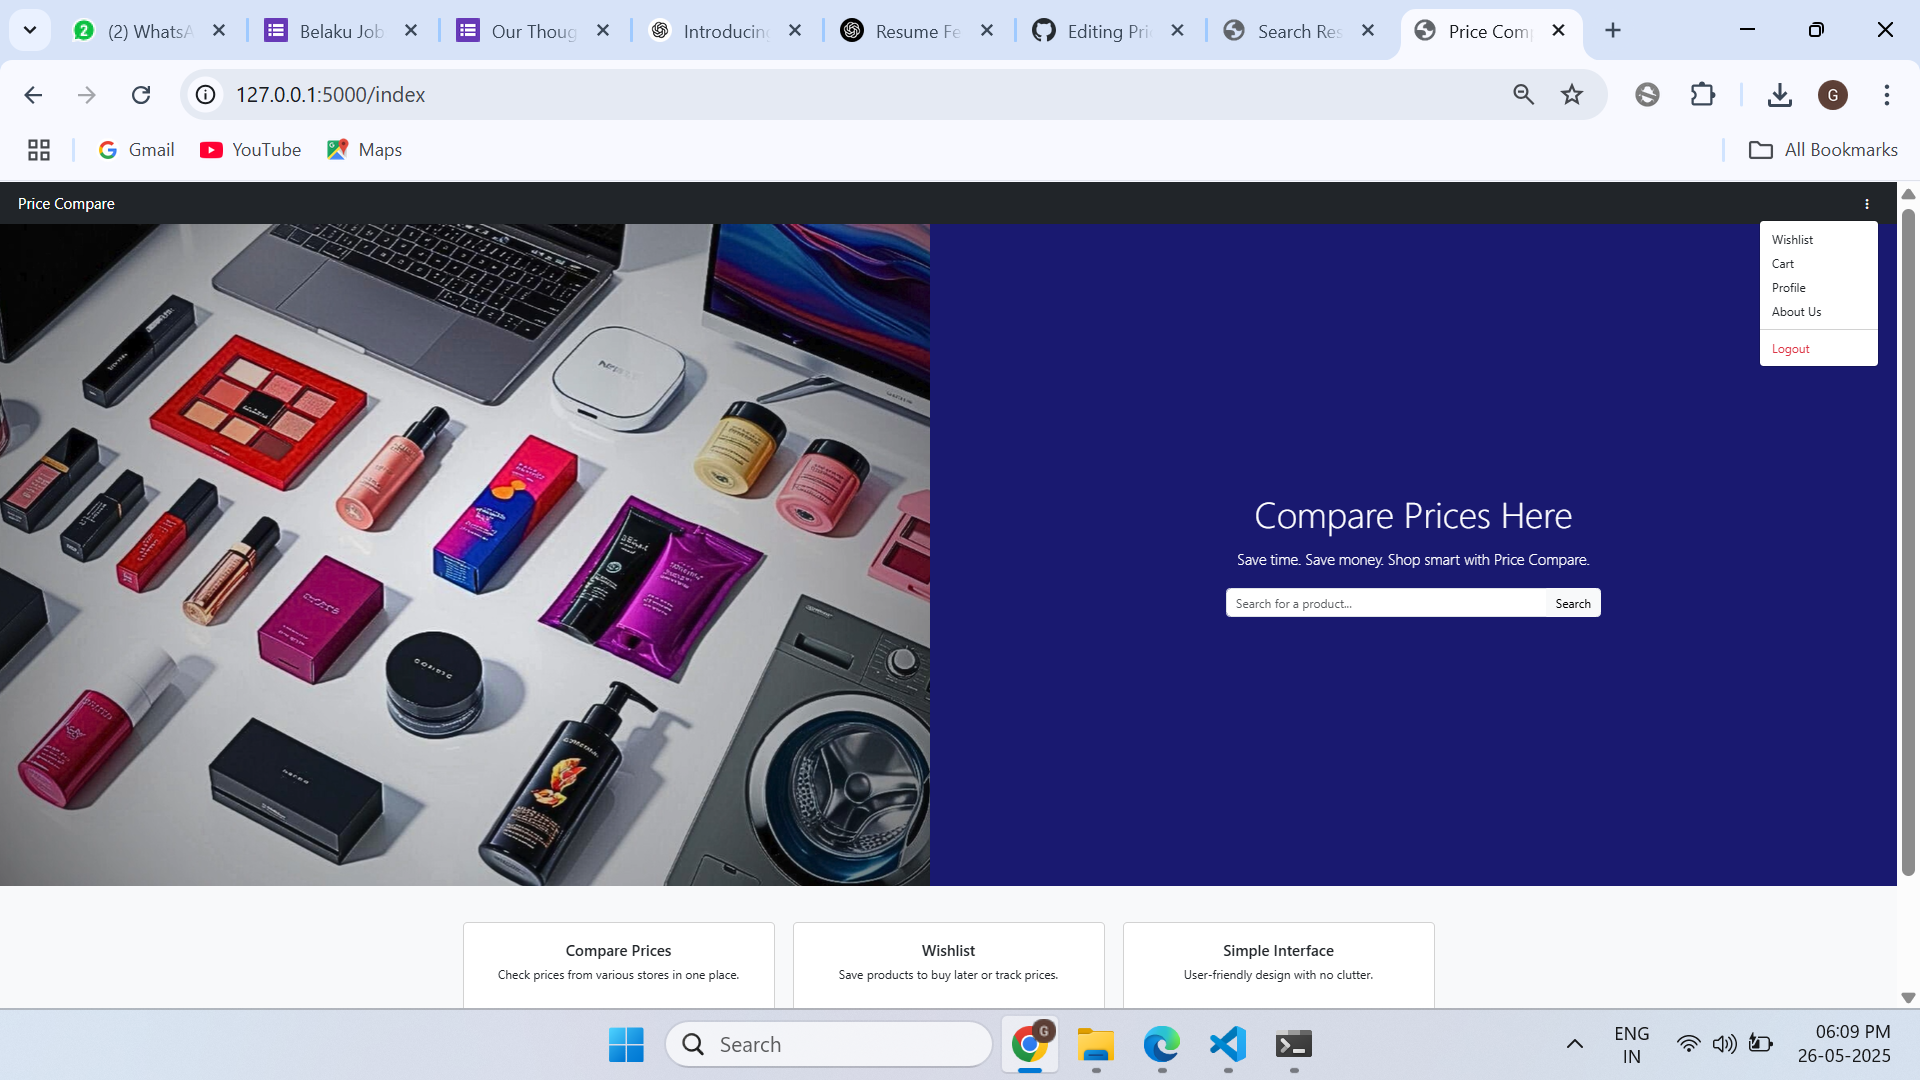 (2) WhatsA
Belaku Job
Our Thoug
Introducing
Resume Fe
Editing Pri
Search Res
Price Comp
127.0.0.1:5000/index
G
Gmail
YouTube
Maps
All Bookmarks
Price Compare
Wishlist
Cart
Profile
About Us
Logout
Compare Prices Here
Save time. Save money. Shop smart with Price Compare.
Search for a product...
Search
Compare Prices
Check prices from various stores in one place.
Wishlist
Save products to buy later or track prices.
Simple Interface
User-friendly design with no clutter.
Search
G
ENG
IN
06:09 PM
26-05-2025